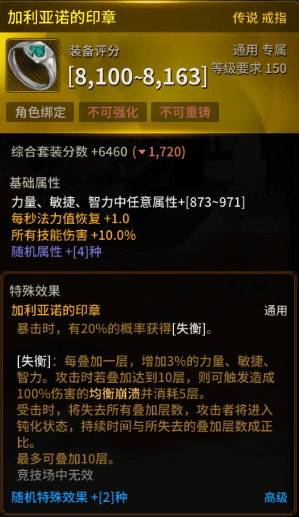 加利亚诺的印章
传说 戒指
装备评分
通用 专属
[8,100~8,163]
等级要求 150
角色绑定
不可强化
不可重铸
综合套装分数 +6460 (▼1,720)
基础属性
力量、敏捷、智力中任意属性+[873~971]
每秒法力值恢复 +1.0
所有技能伤害 +10.0%
随机属性 +[4]种
特殊效果
加利亚诺的印章
通用
暴击时，有20%的概率获得[失衡]。
[失衡]：每叠加一层，增加3%的力量、敏捷、
智力。攻击时若叠加达到10层，则可触发造成
100%伤害的均衡崩溃并消耗5层。
受击时，将失去所有叠加层数，攻击者将进入
钝化状态，持续时间与所失去的叠加层数成正
比。
最多可叠加10层。
竞技场中无效
随机特殊效果 +[2]种
高级